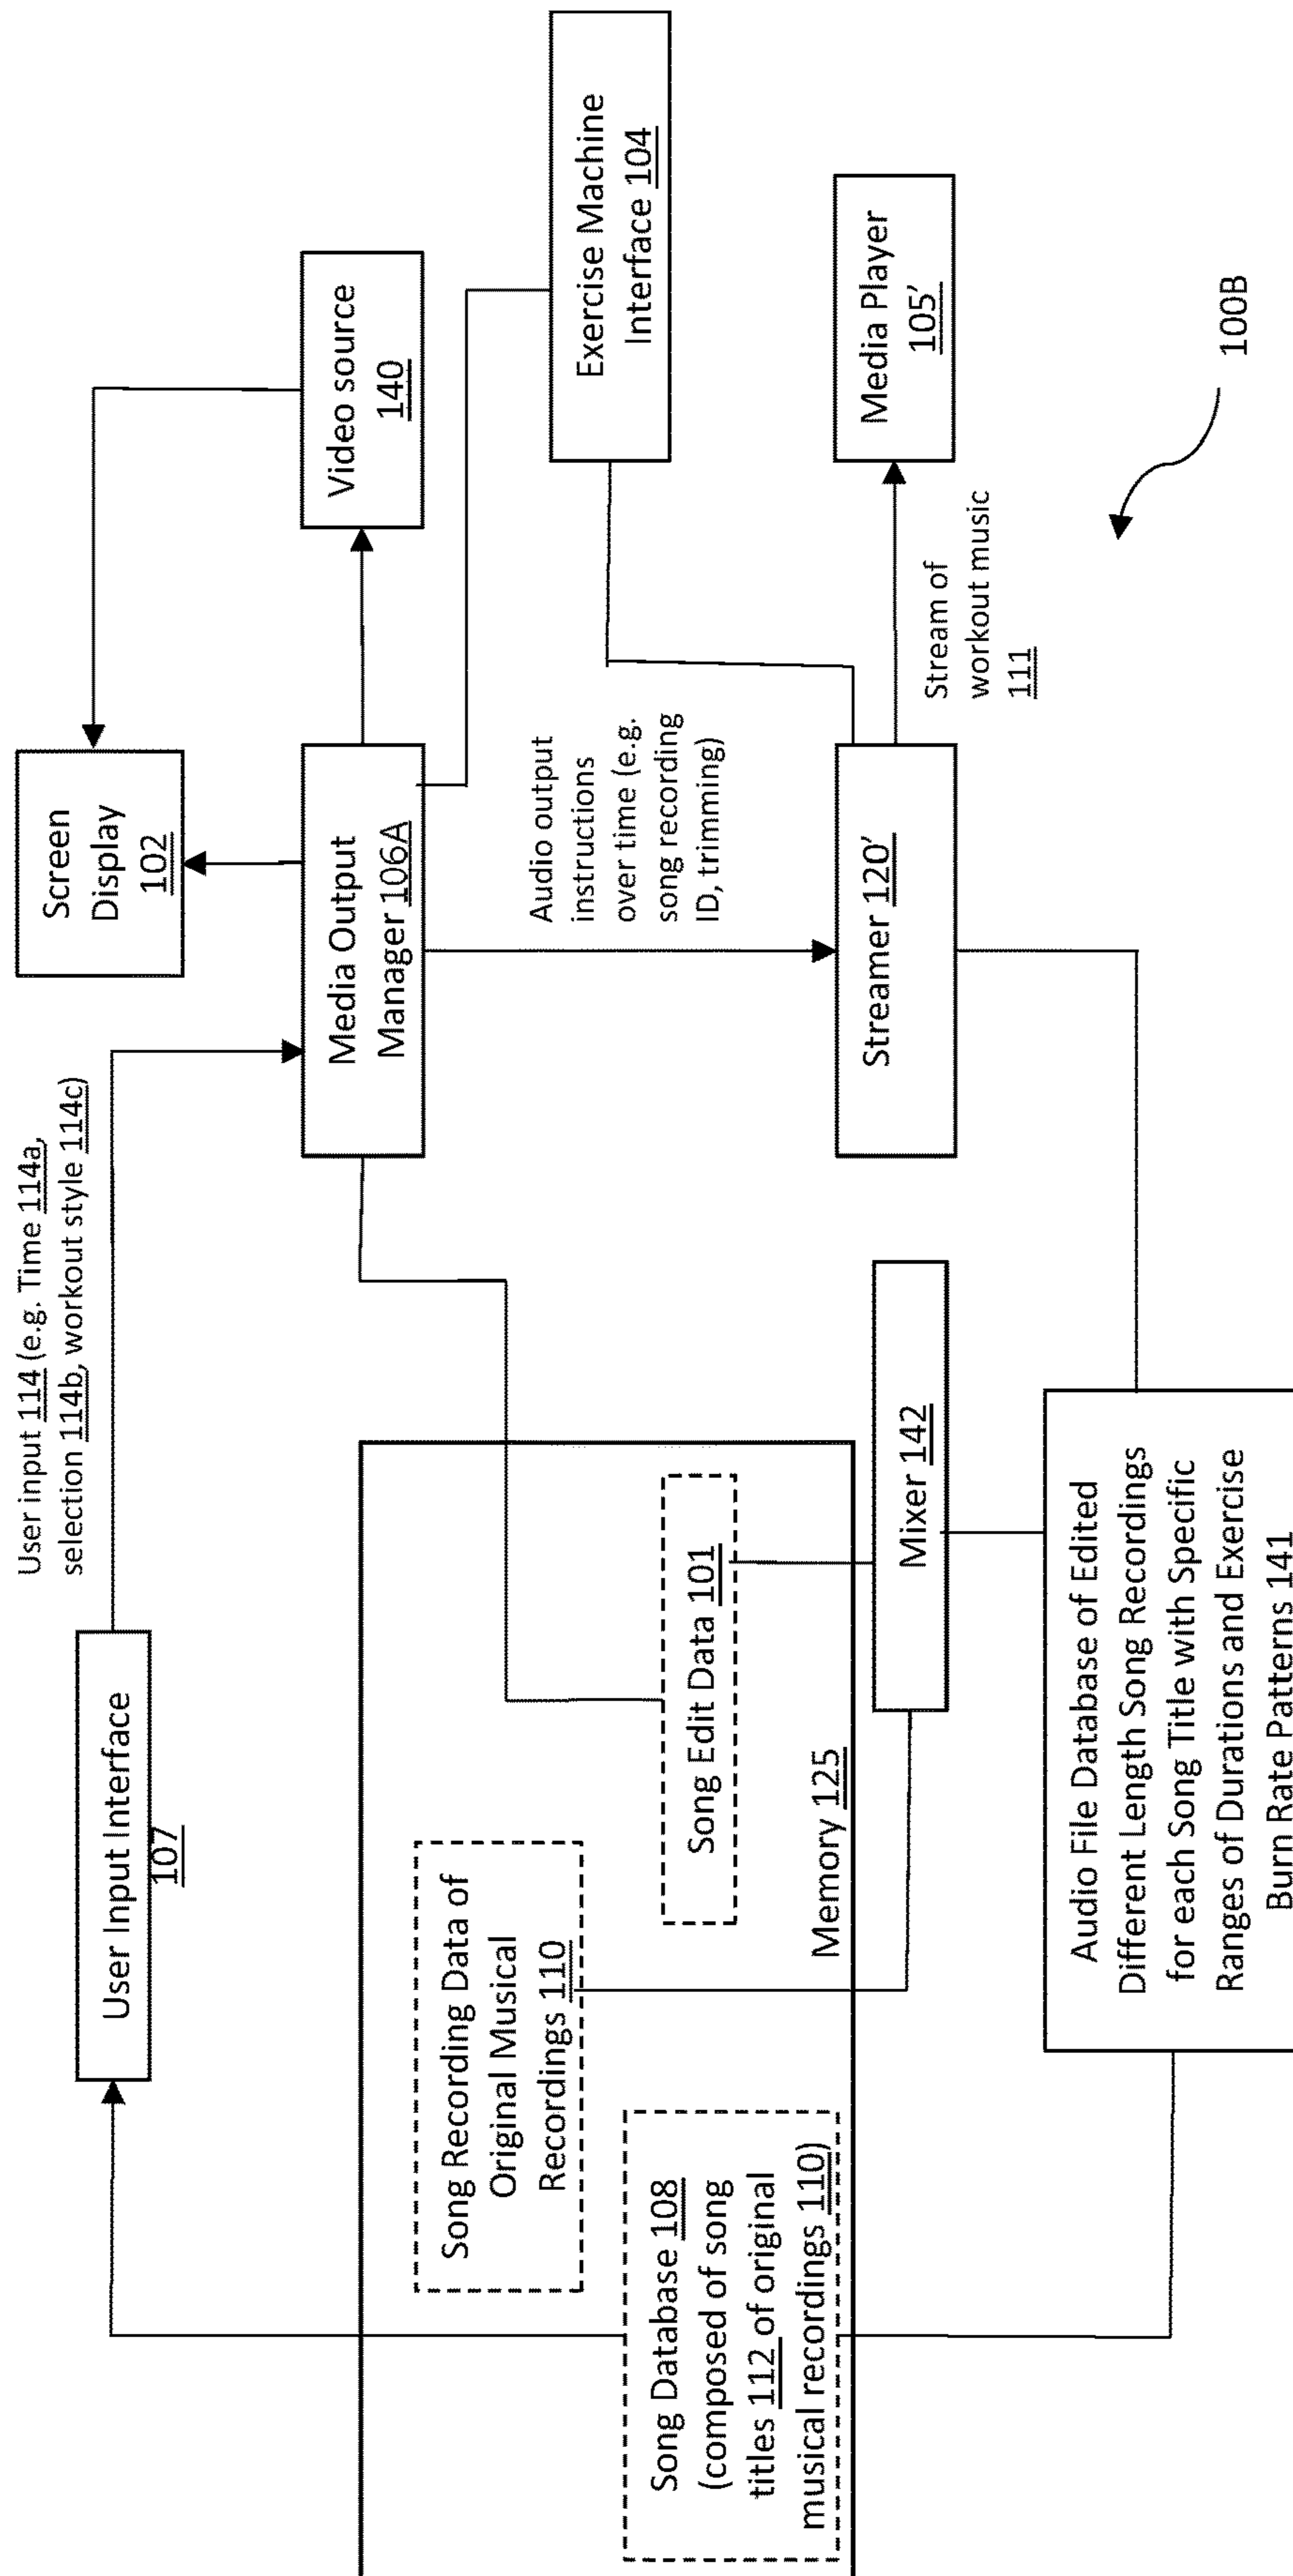 User input 114 (e.g. Time 114a,
selection 114b, workout style 114c)
User Input Interface
107
Screen
Display
102
Media Output
Manager 106A
Video source
140
Exercise Machine
Interface 104
Audio output
instructions
over time (e.g.
song recording
ID, trimming)
Song Recording Data of
Original Musical
Recordings 110
Song Edit Data 101
Song Database 108
(composed of song
titles 112 of original
musical recordings 110)
Memory 125
Mixer 142
Streamer 120'
Stream of
workout music
111
Media Player
105'
Audio File Database of Edited
Different Length Song Recordings
for each Song Title with Specific
Ranges of Durations and Exercise
Burn Rate Patterns 141
100B